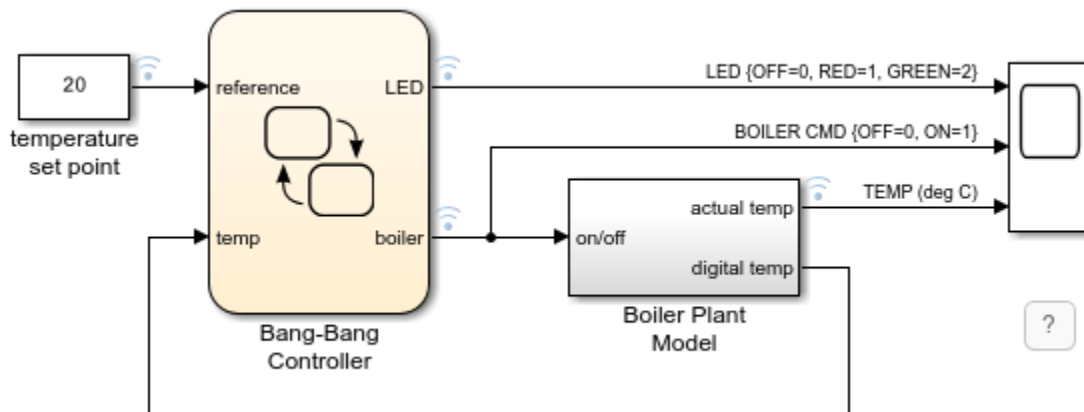 20
temperature
set point
reference
LED
temp
boiler
Bang-Bang
Controller
LED {OFF=0, RED=1, GREEN=2}
BOILER CMD {OFF=0, ON=1}
TEMP (deg C)
on/off
actual temp
digital temp
Boiler Plant
Model
?